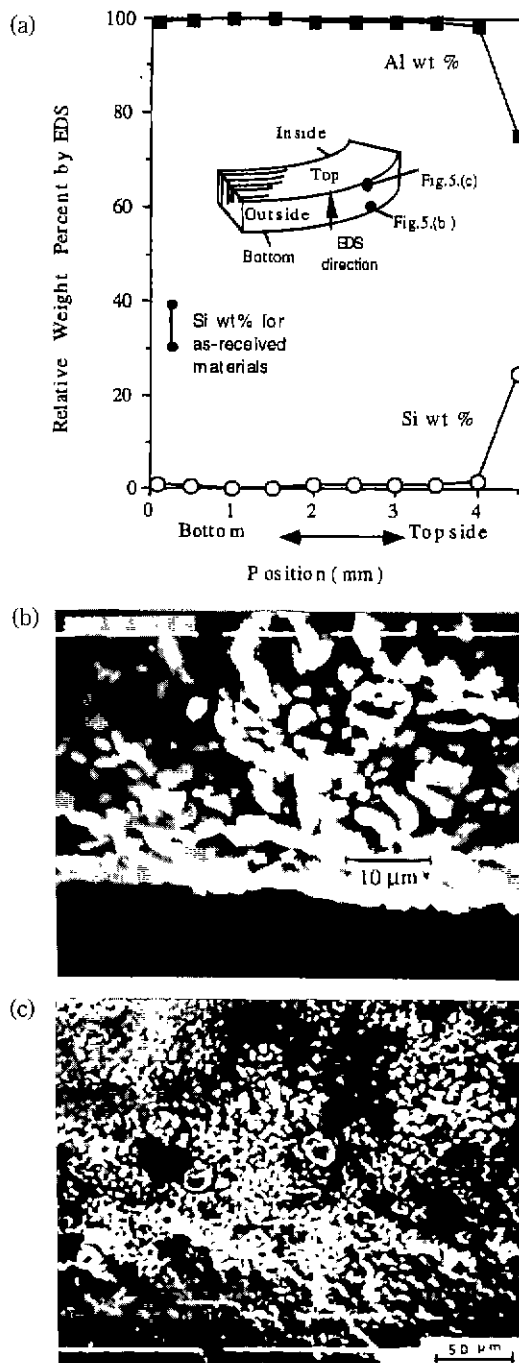 (a)
100
80
60
40
20
0
Relative Weight Percent by EDS
Al wt %
Inside
Top
Outside
Bottom
EDS
direction
Fig.5.(c)
Fig.5.(b)
Si wt% for
as-received
materials
Si wt %
0 1 2 3 4
Bottom Topside
Position (mm)
(b)
10 μm
(c)
50 μm